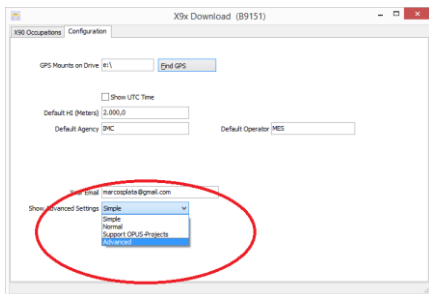 X9x Download (B9151)
X90 Occupations Configuration
GPS Mounts on Drive e:\ Find GPS
Show UTC Time
Default HI (Meters) 2.000,0
Default Agency IMC Default Operator MES
Your Email marcosplata@gmail.com
Show Advanced Settings Simple
Simple
Normal
Support OPUS-Projects
Advanced